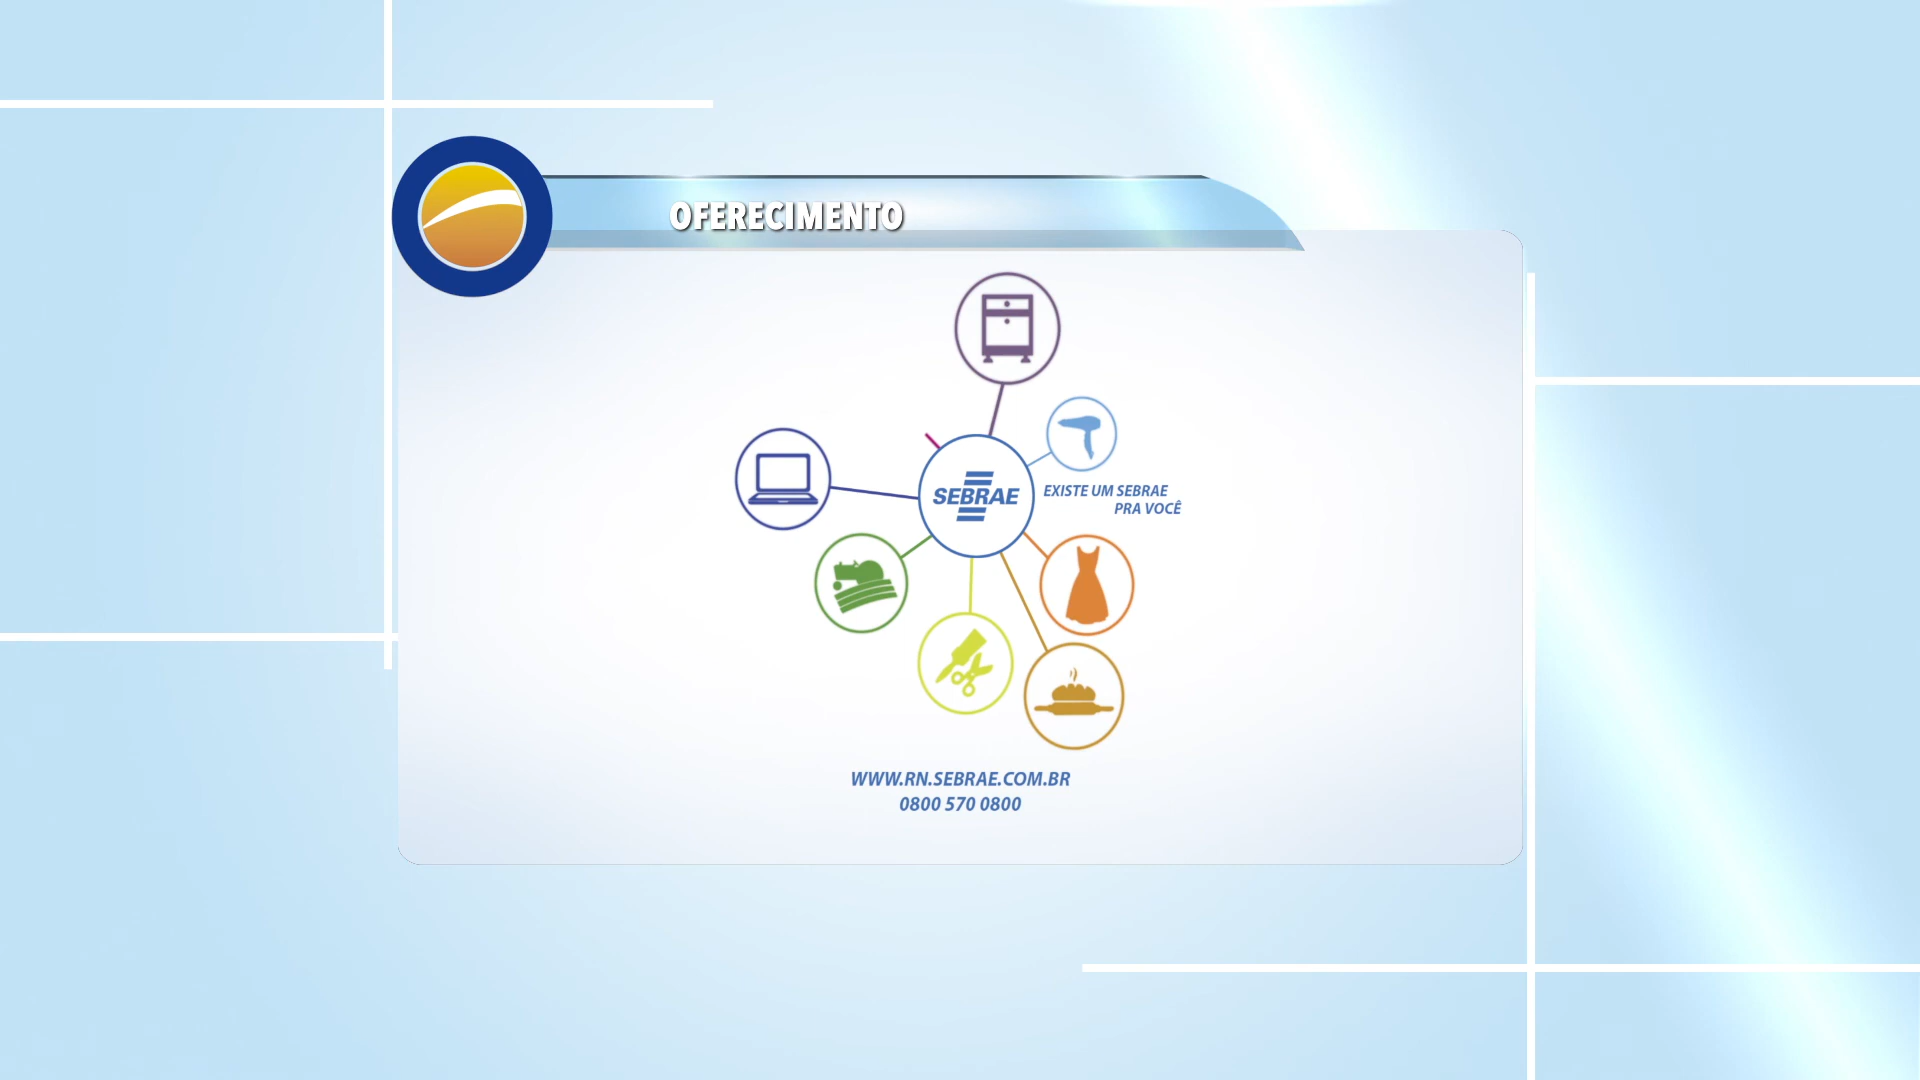 OFERECIMENTO
SEBRAE
EXISTE UM SEBRAE
PRA VOCÊ
WWW.RN.SEBRAE.COM.BR
0800 570 0800